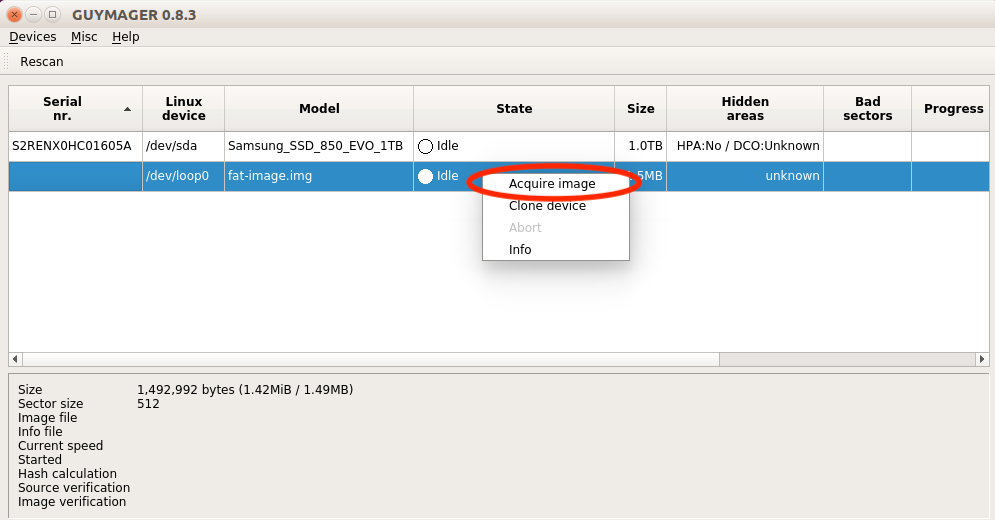 GUYMAGER 0.8.3
Devices Misc Help
Rescan
Serial nr. Linux device Model State Size Hidden areas Bad sectors Progress
S2RENX0HC01605A /dev/sda Samsung_SSD_850_EVO_1TB Idle 1.0TB HPA:No / DCO:Unknown
/dev/loop0 fat-image.img Idle 5MB unknown
Acquire image
Clone device
Abort
Info
Size 1,492,992 bytes (1.42MiB / 1.49MB)
Sector size 512
Image file
Info file
Current speed
Started
Hash calculation
Source verification
Image verification